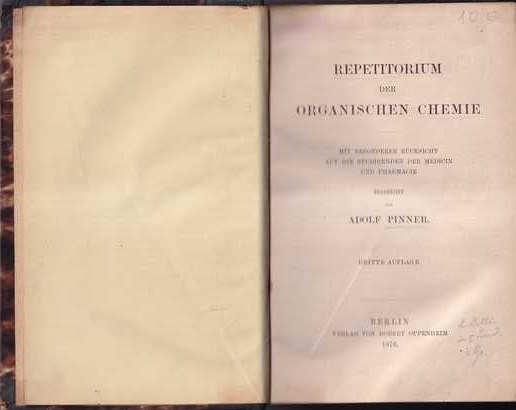 10,€
REPETITORIUM
DER
ORGANISCHEN CHEMIE
MIT BESONDERER RÜCKSICHT
AUF DIE STUDIRENDEN DER MEDICIN
UND PHARMACIE
BEARBEITET
VON
ADOLF PINNER.
DRITTE AUFLAGE.
BERLIN
VERLAG VON ROBERT OPPENHEIM
1876.